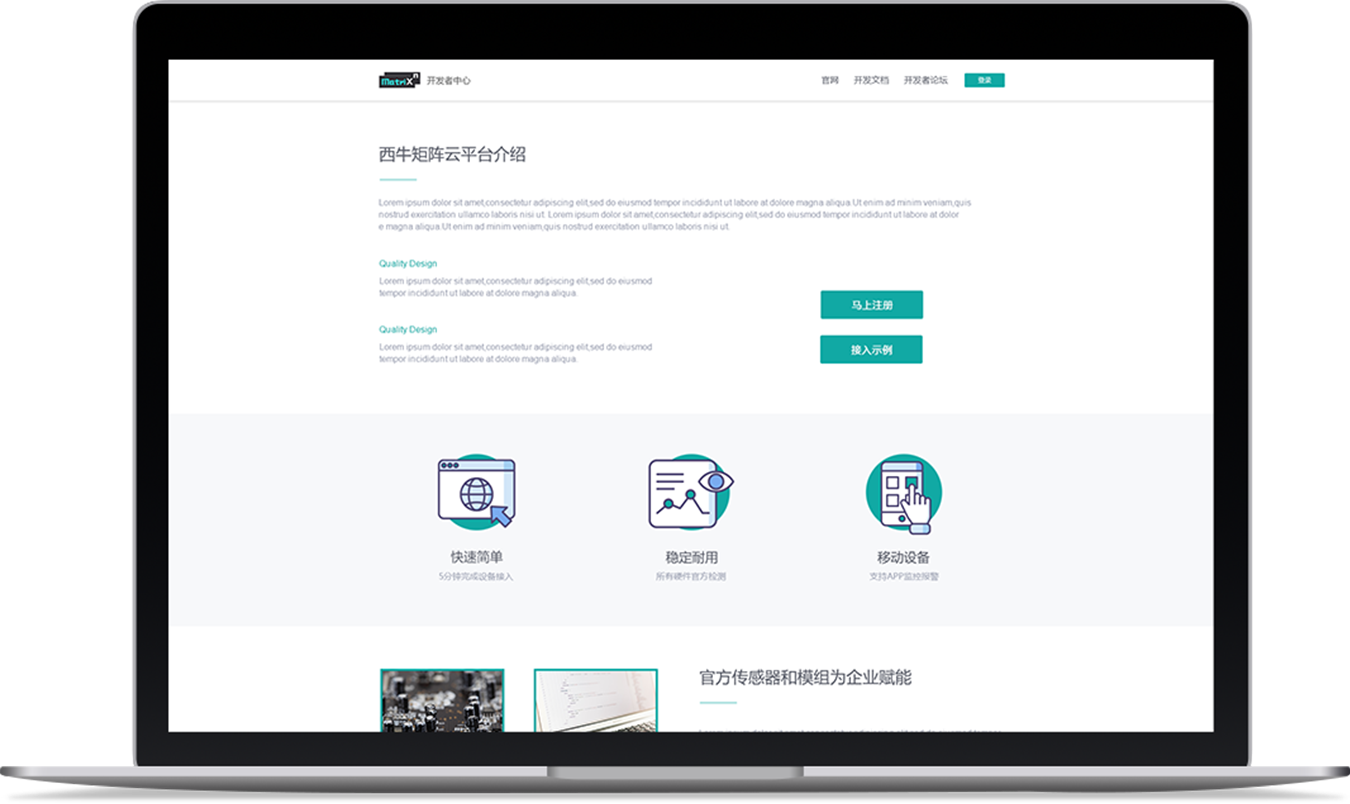 MatriX n 开发者中心
官网 开发文档 开发者论坛 登录
西牛矩阵云平台介绍
Lorem ipsum dolor sit amet,consectetur adipiscing elit,sed do eiusmod tempor incididunt ut labore at dolore magna aliqua.Ut enim ad minim veniam,quis
nostrud exercitation ullamco laboris nisi ut. Lorem ipsum dolor sit amet,consectetur adipiscing elit,sed do eiusmod tempor incididunt ut labore at dolor
e magna aliqua.Ut enim ad minim veniam,quis nostrud exercitation ullamco laboris nisi ut.
Quality Design
Lorem ipsum dolor sit amet,consectetur adipiscing elit,sed do eiusmod
tempor incididunt ut labore at dolore magna aliqua.
Quality Design
Lorem ipsum dolor sit amet,consectetur adipiscing elit,sed do eiusmod
tempor incididunt ut labore at dolore magna aliqua.
马上注册
接入示例
快速简单
5分钟完成设备接入
稳定耐用
所有硬件官方检测
移动设备
支持APP监控报警
官方传感器和模组为企业赋能